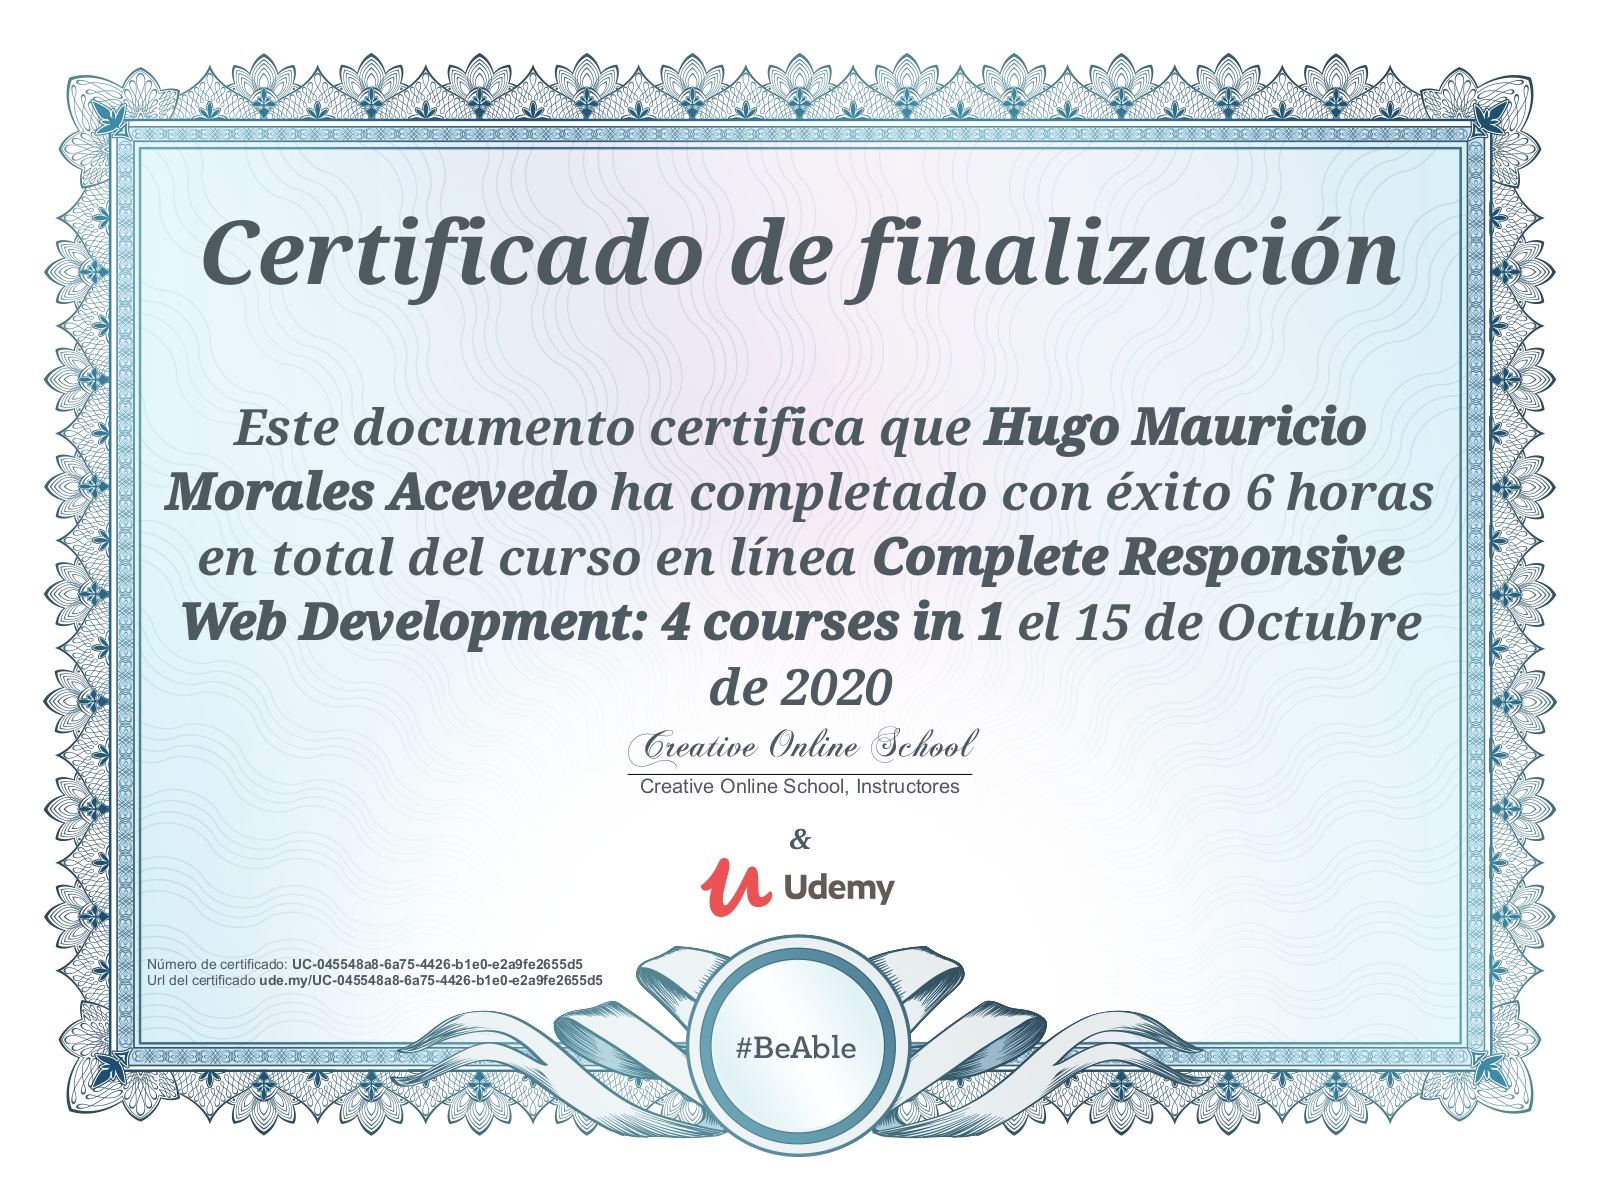 Certificado de finalización
Este documento certifica que Hugo Mauricio
Morales Acevedo ha completado con éxito 6 horas
en total del curso en línea Complete Responsive
Web Development: 4 courses in 1 el 15 de Octubre
de 2020
Creative Online School
Creative Online School, Instructores
&
Udemy
Número de certificado: UC-045548a8-6a75-4426-b1e0-e2a9fe2655d5
Url del certificado ude.my/UC-045548a8-6a75-4426-b1e0-e2a9fe2655d5
#BeAble